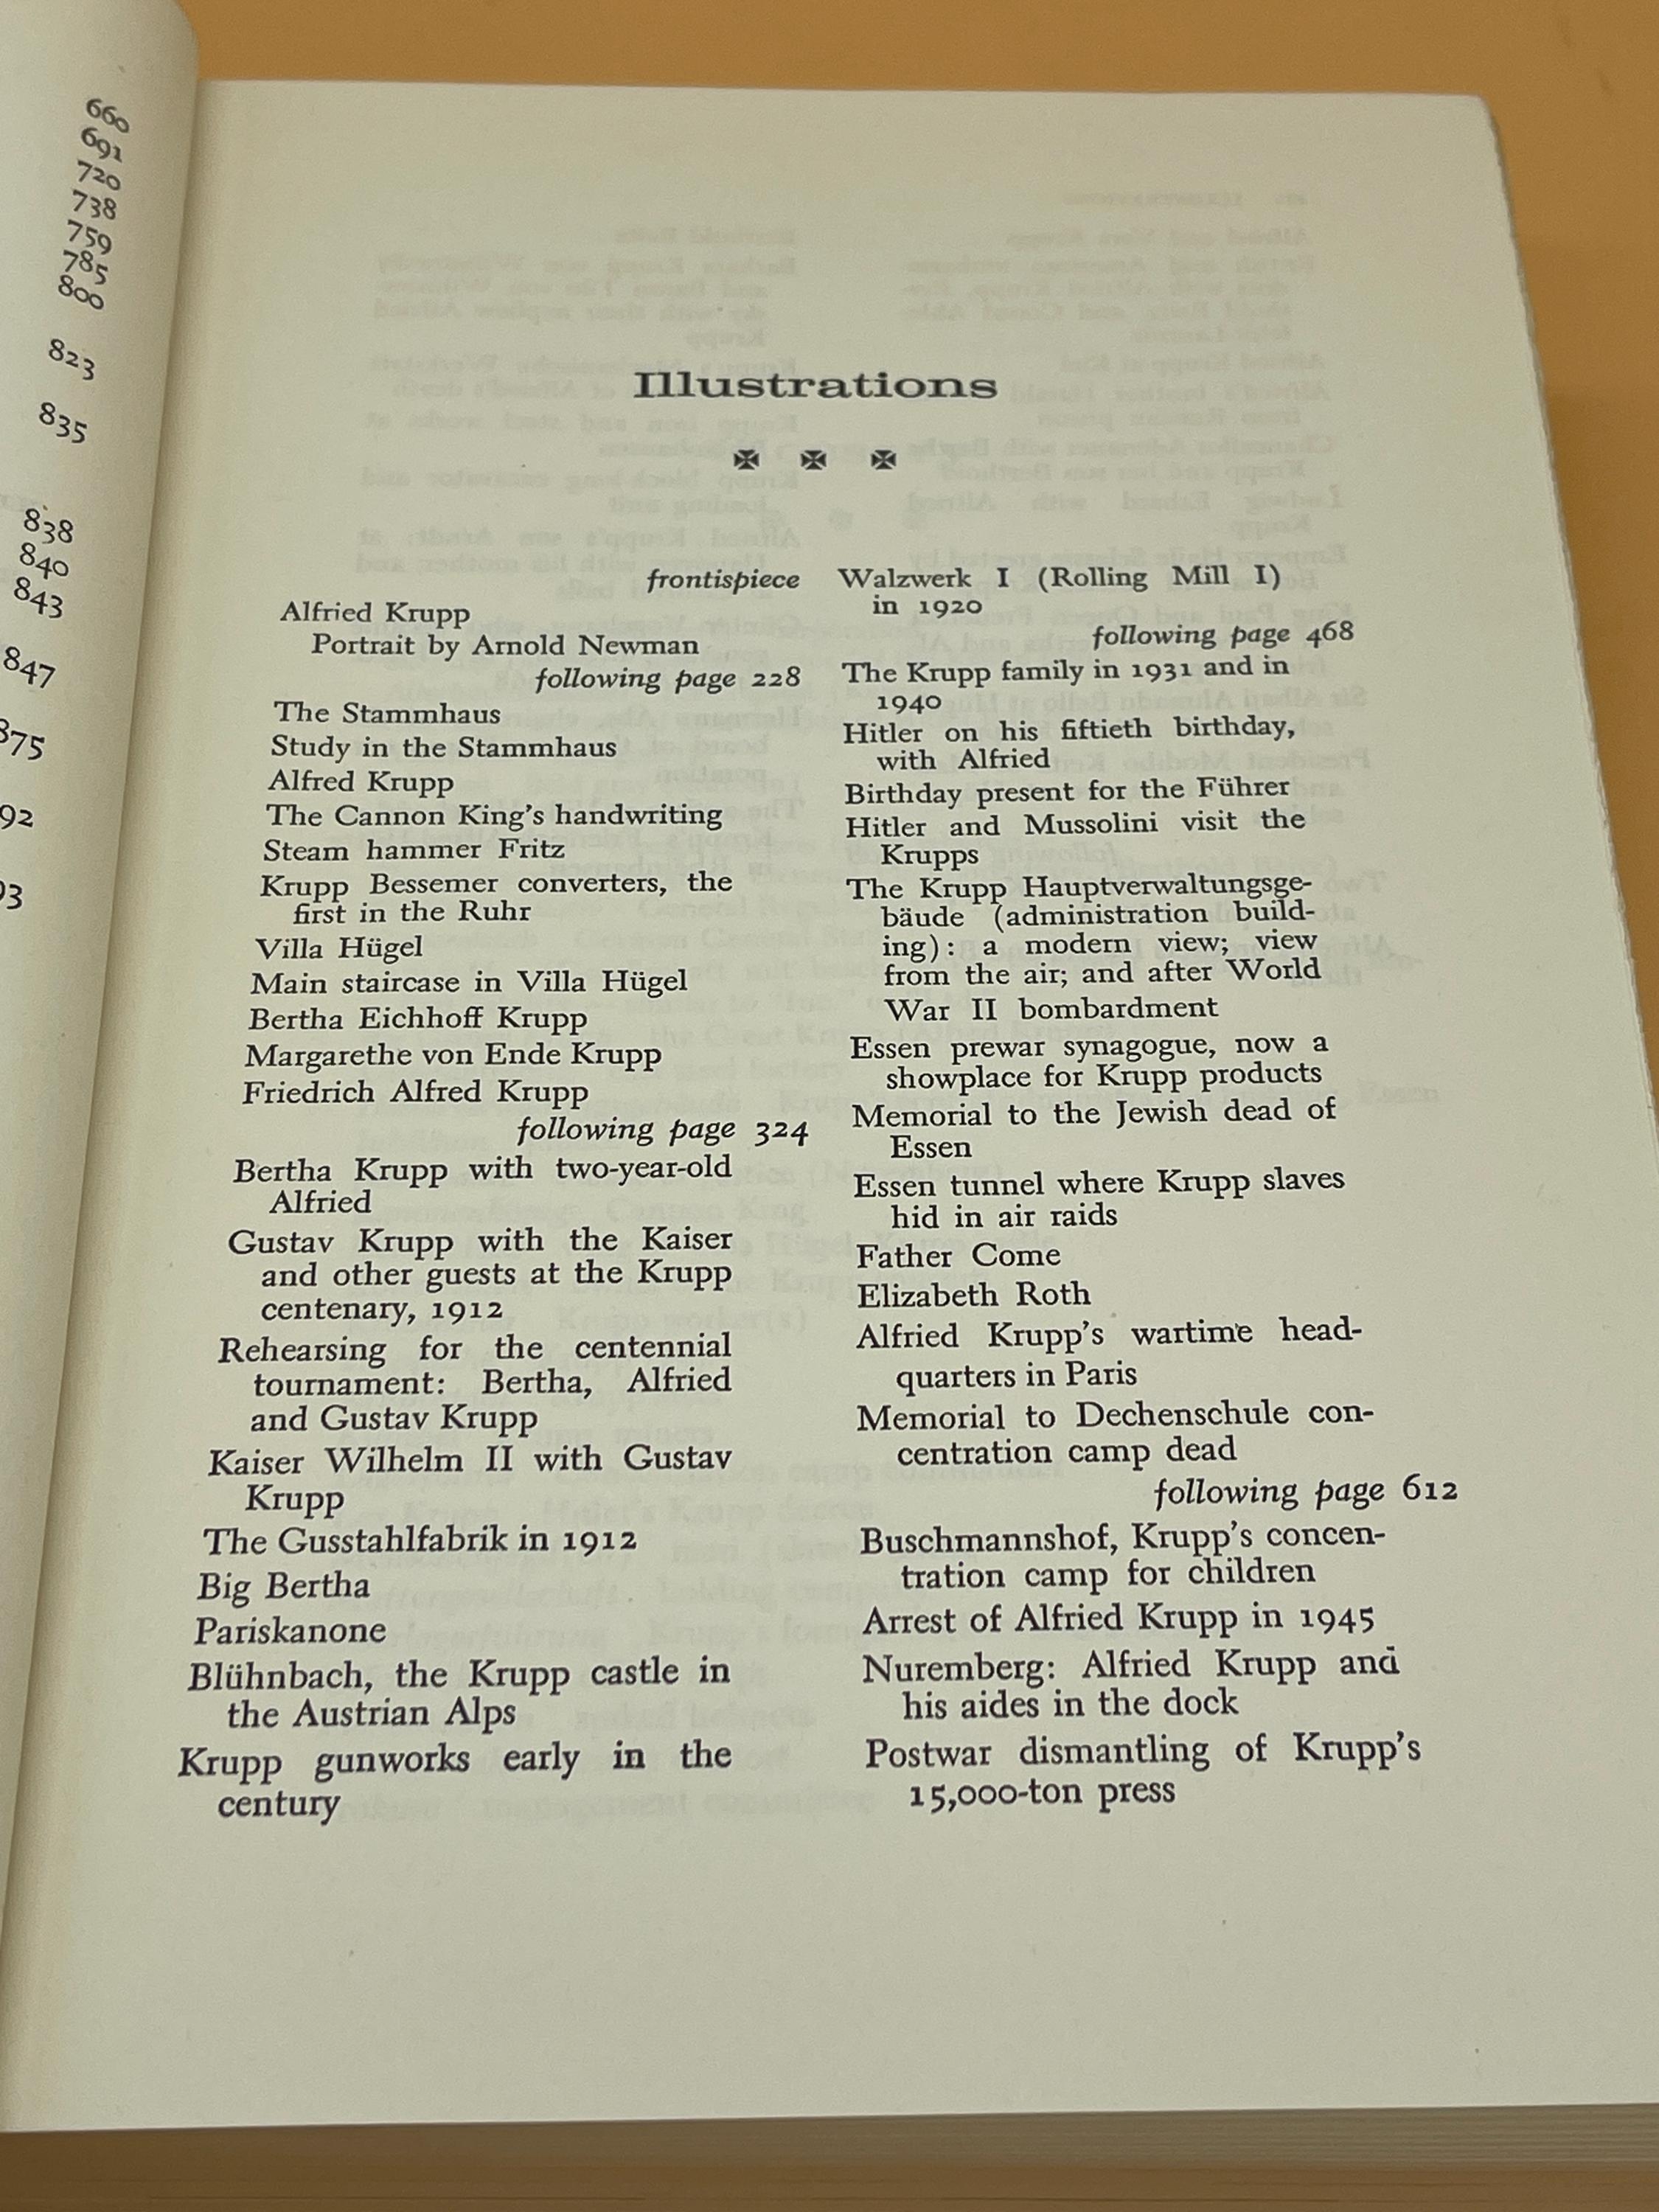 660
691
720
738
759
785
800
823
835
838
840
843
847
875
92
93
Illustrations
frontispiece
Alfried Krupp
Portrait by Arnold Newman
following page 228
The Stammhaus
Study in the Stammhaus
Alfred Krupp
The Cannon King's handwriting
Steam hammer Fritz
Krupp Bessemer converters, the
first in the Ruhr
Villa Hügel
Main staircase in Villa Hügel
Bertha Eichhoff Krupp
Margarethe von Ende Krupp
Friedrich Alfred Krupp
following page 324
Bertha Krupp with two-year-old
Alfried
Gustav Krupp with the Kaiser
and other guests at the Krupp
centenary, 1912
Rehearsing for the centennial
tournament: Bertha, Alfried
and Gustav Krupp
Kaiser Wilhelm II with Gustav
Krupp
The Gusstahlfabrik in 1912
Big Bertha
Pariskanone
Blühnbach, the Krupp castle in
the Austrian Alps
Krupp gunworks early in the
century
Walzwerk I (Rolling Mill I)
in 1920
following page 468
The Krupp family in 1931 and in
1940
Hitler on his fiftieth birthday,
with Alfried
Birthday present for the Führer
Hitler and Mussolini visit the
Krupps
The Krupp Hauptverwaltungsge-
bäude (administration build-
ing): a modern view; view
from the air; and after World
War II bombardment
Essen prewar synagogue, now a
showplace for Krupp products
Memorial to the Jewish dead of
Essen
Essen tunnel where Krupp slaves
hid in air raids
Father Come
Elizabeth Roth
Alfried Krupp's wartime head-
quarters in Paris
Memorial to Dechenschule con-
centration camp dead
following page 612
Buschmannshof, Krupp's concen-
tration camp for children
Arrest of Alfried Krupp in 1945
Nuremberg: Alfried Krupp and
his aides in the dock
Postwar dismantling of Krupp's
15,000-ton press